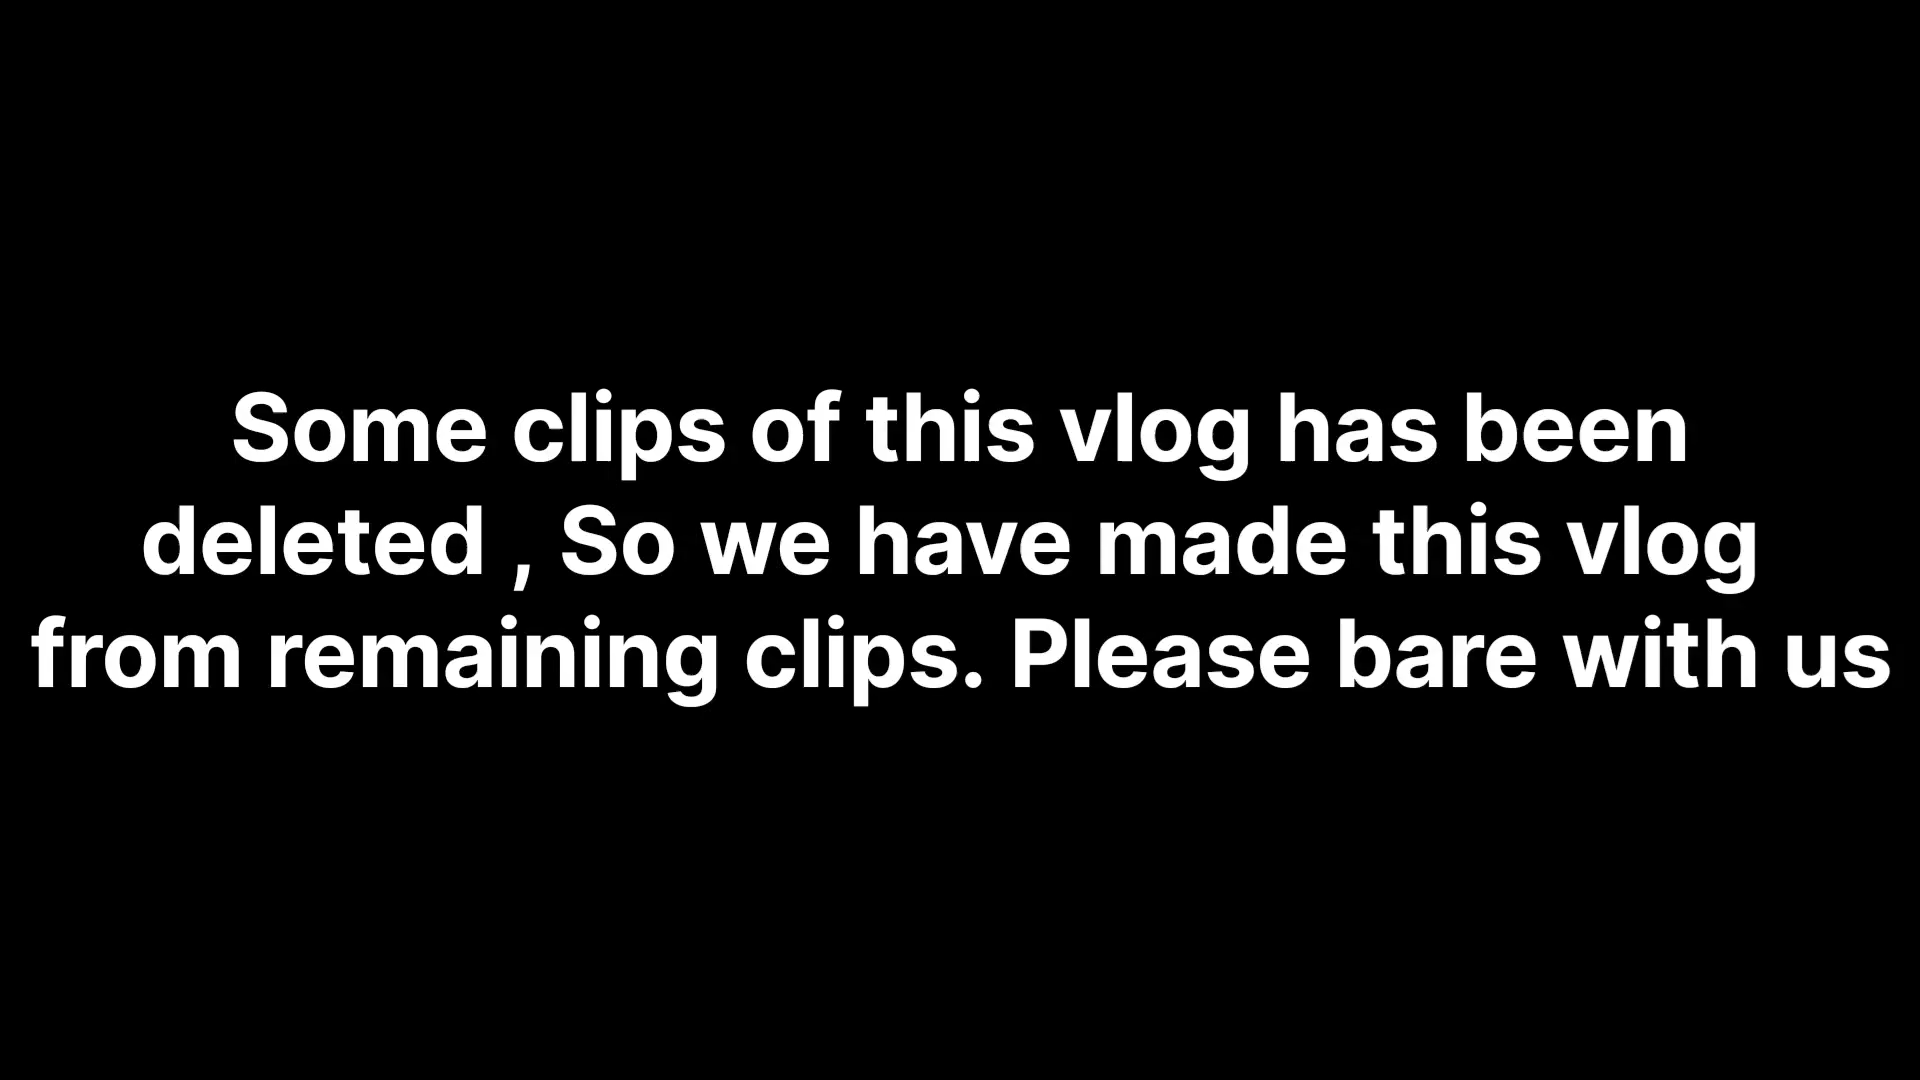 Some clips of this vlog has been
deleted , So we have made this vlog
from remaining clips. Please bare with us